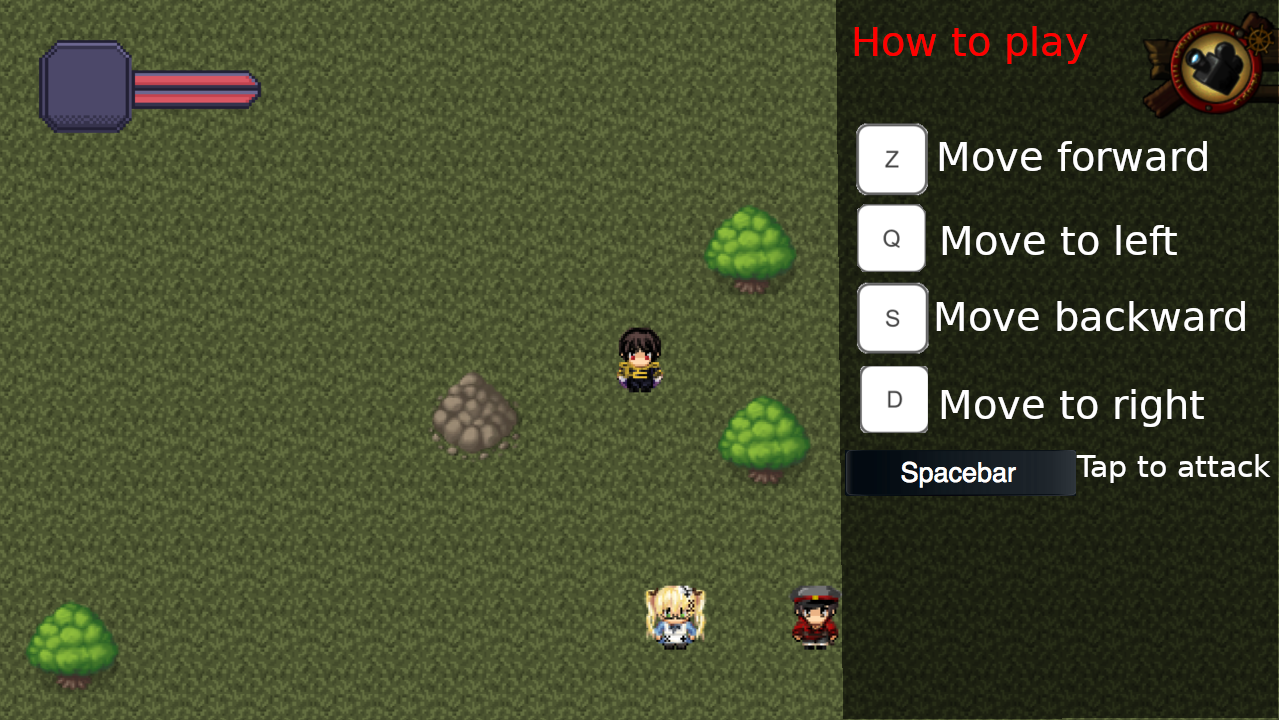 How to play
Z Move forward
Q Move to left
S Move backward
D Move to right
Spacebar Tap to attack